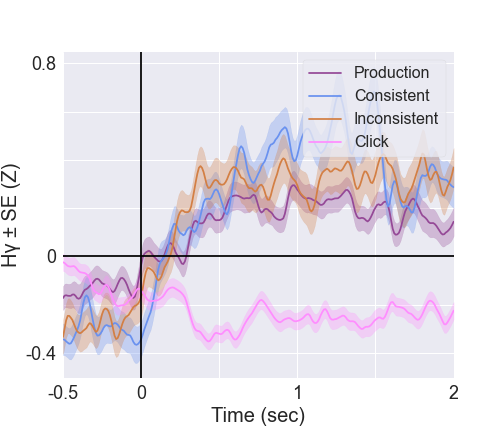 0.8
Production
Consistent
Inconsistent
Click
Hγ ± SE (Z)
0
-0.4
-0.5
0
1
2
Time (sec)